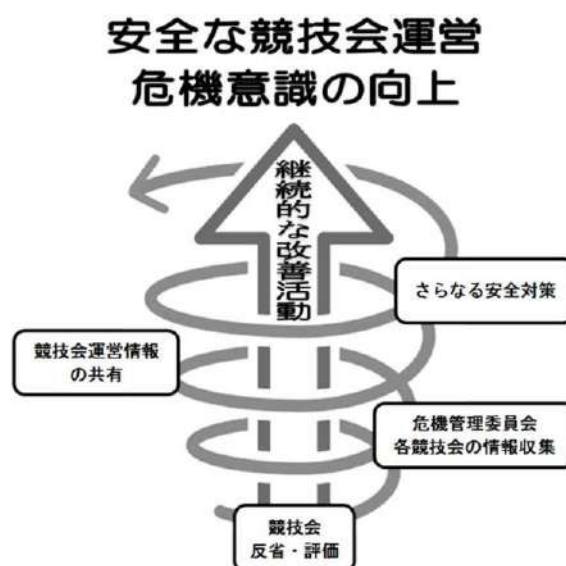 安全な競技会運営
危機意識の向上
継続的な改善活動
さらなる安全対策
競技会運営情報
の共有
危機管理委員会
各競技会の情報収集
競技会
反省・評価